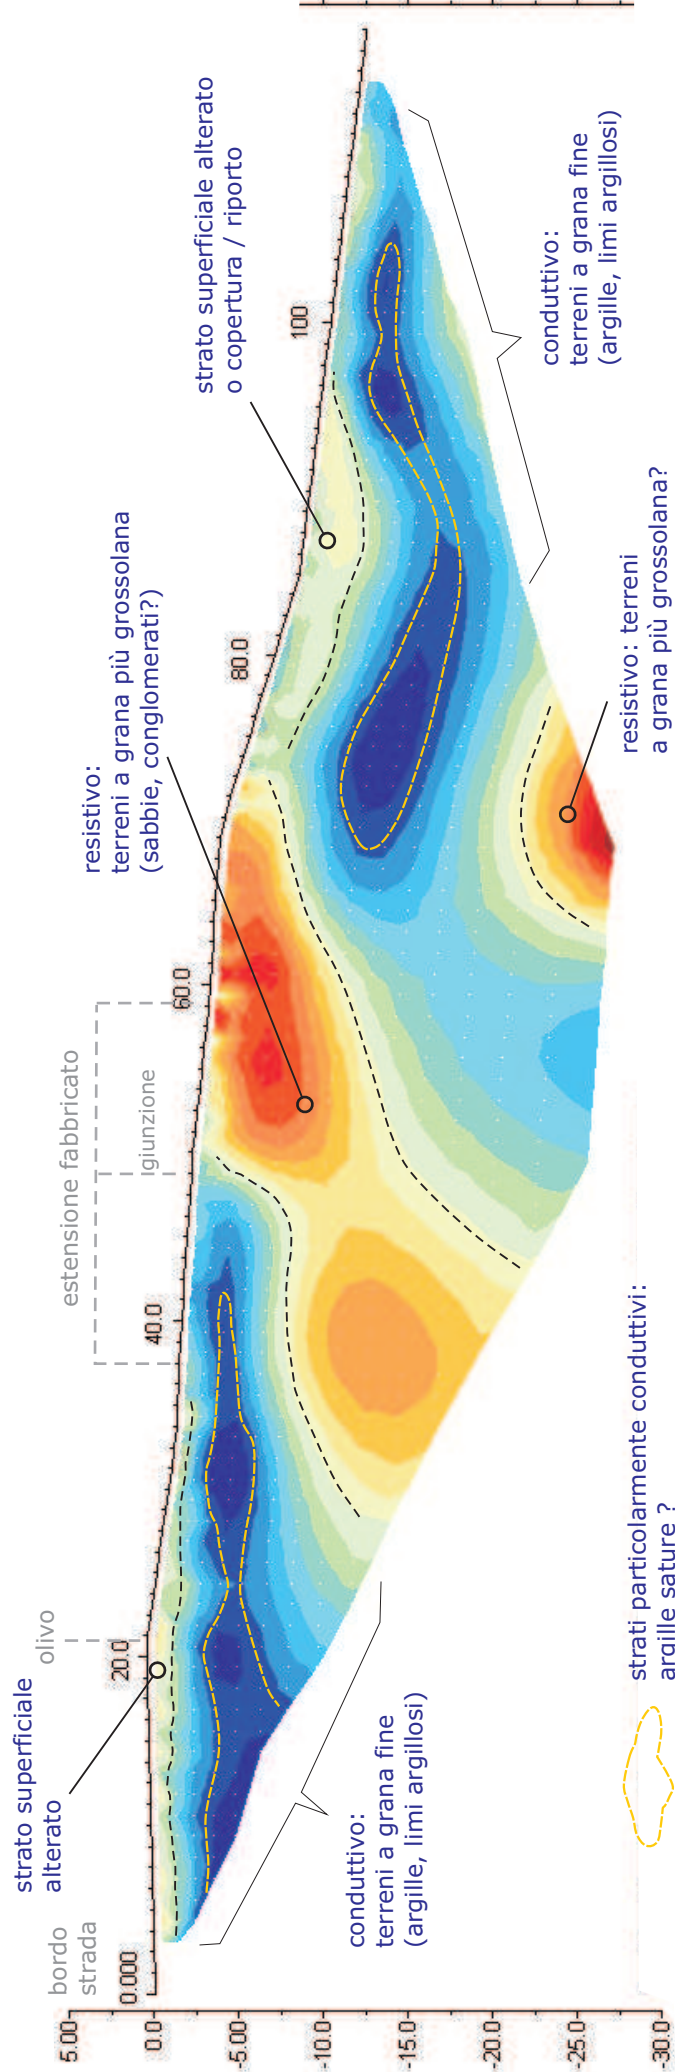 strato superficiale
alterato
bordo
strada
olivo
estensione fabbricato
giunzione
resistivo:
terreni a grana più grossolana
(sabbie, conglomerati?)
strato superficiale alterato
o copertura / riporto
0.000
20.0
40.0
60.0
80.0
100
5.00
0.0
-5.00
-10.0
-15.0
-20.0
-25.0
-30.0
conduttivo:
terreni a grana fine
(argille, limi argillosi)
conduttivo:
terreni a grana fine
(argille, limi argillosi)
resistivo: terreni
a grana più grossolana?
strati particolarmente conduttivi:
argille sature ?